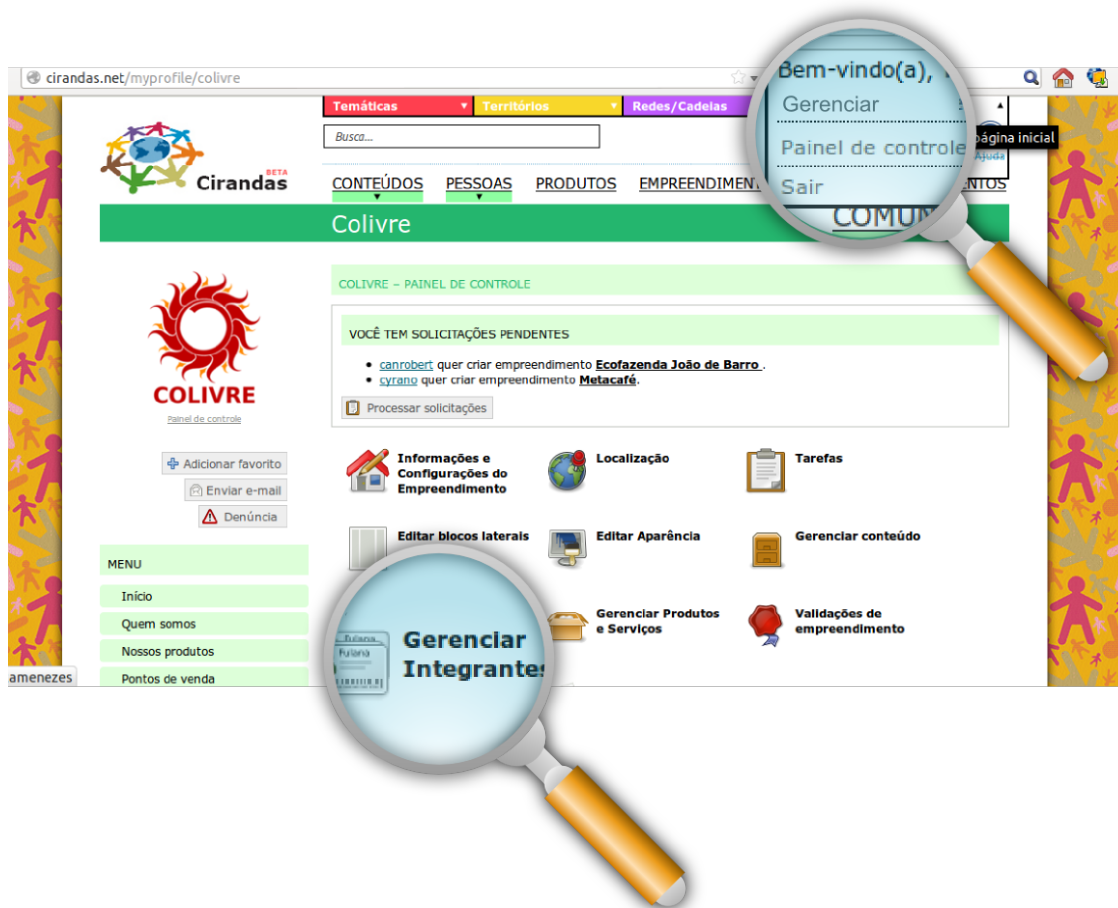 cirandas.net/myprofile/colivre
Bem-vindo(a),
Gerenciar
Painel de controle
Sair
página inicial
Ajuda
Temáticas
Territórios
Redes/Cadeias
Busca...
BETA
Cirandas
CONTEÚDOS PESSOAS PRODUTOS
Colivre
COLIVRE
Painel de controle
Adicionar favorito
Enviar e-mail
Denúncia
MENU
Início
Quem somos
Nossos produtos
Pontos de venda
COLIVRE – PAINEL DE CONTROLE
VOCÊ TEM SOLICITAÇÕES PENDENTES
• canrobert quer criar empreendimento Ecofazenda João de Barro .
• cyrano quer criar empreendimento Metacafé.
Processar solicitações
Informações e
Configurações do
Empreendimento
Localização
Tarefas
Editar blocos laterais
Editar Aparência
Gerenciar conteúdo
Fulana
Gerenciar
Integrantes
Gerenciar Produtos
e Serviços
Validações de
empreendimento
amenezes